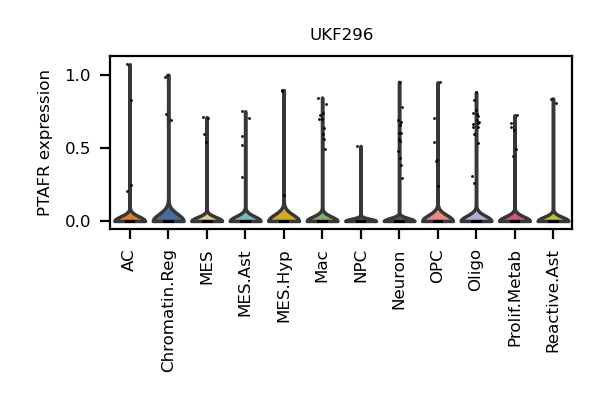 UKF296
PTAFR expression
1.0
0.5
0.0
AC
Chromatin.Reg
MES
MES.Ast
MES.Hyp
Mac
NPC
Neuron
OPC
Oligo
Prolif.Metab
Reactive.Ast